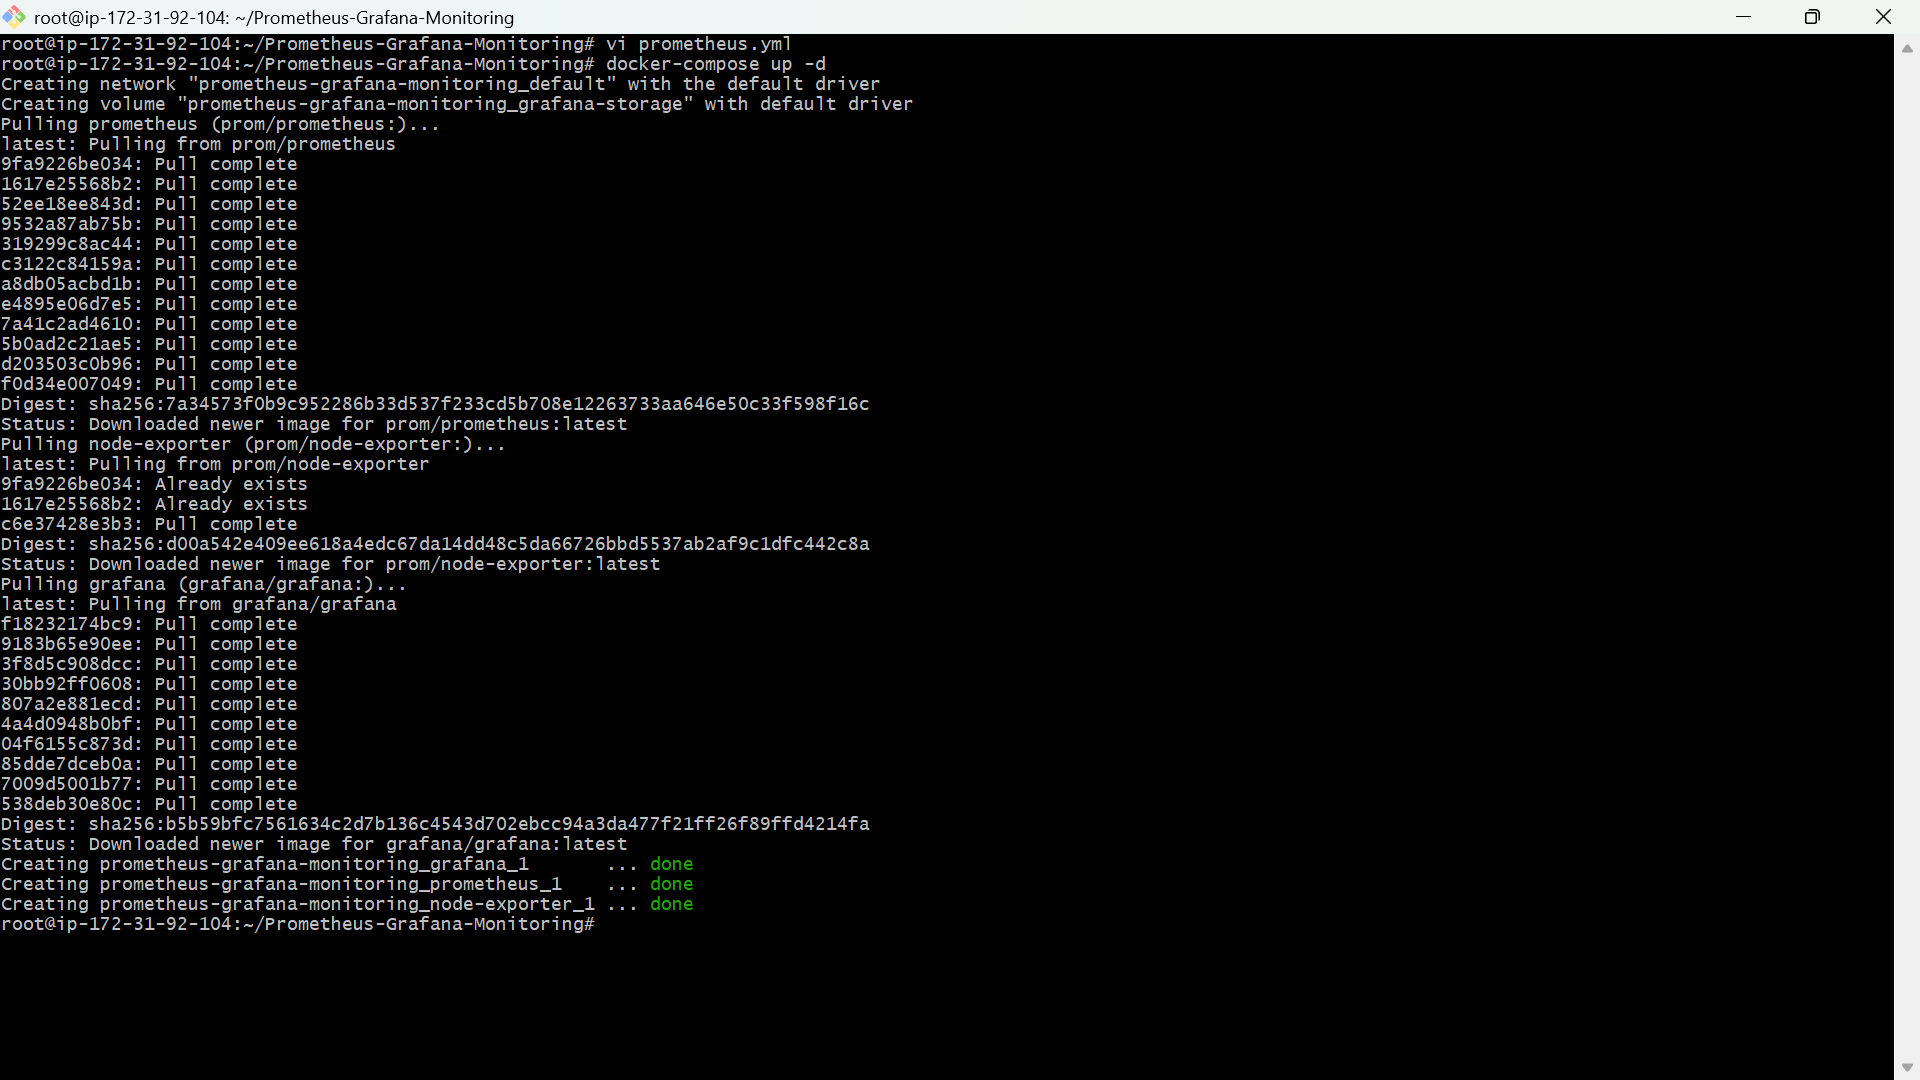 root@ip-172-31-92-104: ~/Prometheus-Grafana-Monitoring
root@ip-172-31-92-104:~/Prometheus-Grafana-Monitoring# vi prometheus.yml
root@ip-172-31-92-104:~/Prometheus-Grafana-Monitoring# docker-compose up -d
Creating network "prometheus-grafana-monitoring_default" with the default driver
Creating volume "prometheus-grafana-monitoring_grafana-storage" with default driver
Pulling prometheus (prom/prometheus:)...
latest: Pulling from prom/prometheus
9fa9226be034: Pull complete
1617e25568b2: Pull complete
52ee18ee843d: Pull complete
9532a87ab75b: Pull complete
319299c8ac44: Pull complete
c3122c84159a: Pull complete
a8db05acbd1b: Pull complete
e4895e06d7e5: Pull complete
7a41c2ad4610: Pull complete
5b0ad2c21ae5: Pull complete
d203503c0b96: Pull complete
f0d34e007049: Pull complete
Digest: sha256:7a34573f0b9c952286b33d537f233cd5b708e12263733aa646e50c33f598f16c
Status: Downloaded newer image for prom/prometheus:latest
Pulling node-exporter (prom/node-exporter:)...
latest: Pulling from prom/node-exporter
9fa9226be034: Already exists
1617e25568b2: Already exists
c6e37428e3b3: Pull complete
Digest: sha256:d00a542e409ee618a4edc67da14dd48c5da66726bbd5537ab2af9c1dfc442c8a
Status: Downloaded newer image for prom/node-exporter:latest
Pulling grafana (grafana/grafana:)...
latest: Pulling from grafana/grafana
f18232174bc9: Pull complete
9183b65e90ee: Pull complete
3f8d5c908dcc: Pull complete
30bb92ff0608: Pull complete
807a2e881ecd: Pull complete
4a4d0948b0bf: Pull complete
04f6155c873d: Pull complete
85dde7dceb0a: Pull complete
7009d5001b77: Pull complete
538deb30e80c: Pull complete
Digest: sha256:b5b59bfc7561634c2d7b136c4543d702ebcc94a3da477f21ff26f89ffd4214fa
Status: Downloaded newer image for grafana/grafana:latest
Creating prometheus-grafana-monitoring_grafana_1       ... done
Creating prometheus-grafana-monitoring_prometheus_1    ... done
Creating prometheus-grafana-monitoring_node-exporter_1 ... done
root@ip-172-31-92-104:~/Prometheus-Grafana-Monitoring#